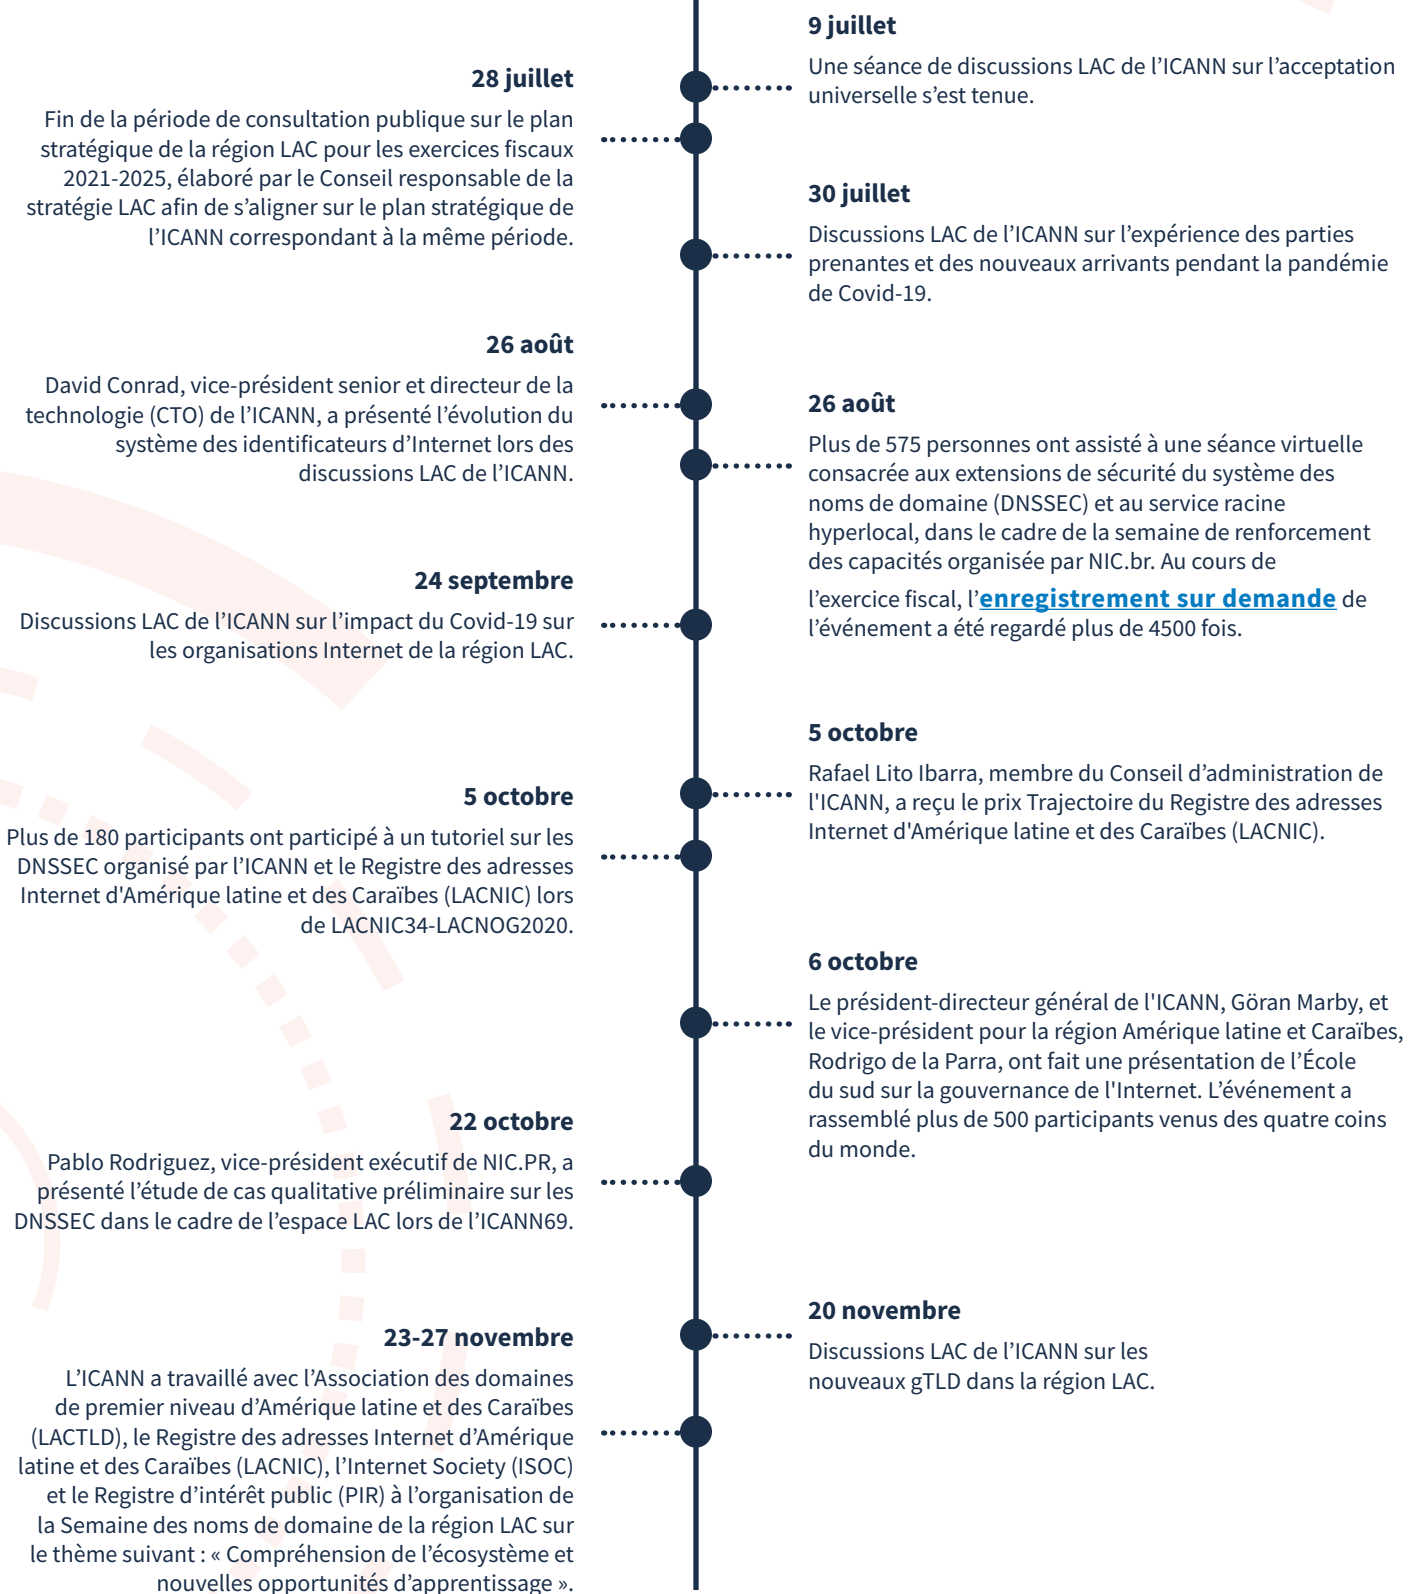 9 juillet
Une séance de discussions LAC de l’ICANN sur l’acceptation
universelle s’est tenue.
28 juillet
Fin de la période de consultation publique sur le plan
stratégique de la région LAC pour les exercices fiscaux
2021-2025, élaboré par le Conseil responsable de la
stratégie LAC afin de s’aligner sur le plan stratégique de
l’ICANN correspondant à la même période.
30 juillet
Discussions LAC de l’ICANN sur l’expérience des parties
prenantes et des nouveaux arrivants pendant la pandémie
de Covid-19.
26 août
David Conrad, vice-président senior et directeur de la
technologie (CTO) de l’ICANN, a présenté l’évolution du
système des identificateurs d’Internet lors des
discussions LAC de l’ICANN.
26 août
Plus de 575 personnes ont assisté à une séance virtuelle
consacrée aux extensions de sécurité du système des
noms de domaine (DNSSEC) et au service racine
hyperlocal, dans le cadre de la semaine de renforcement
des capacités organisée par NIC.br. Au cours de
l’exercice fiscal, l’enregistrement sur demande de
l’événement a été regardé plus de 4500 fois.
24 septembre
Discussions LAC de l’ICANN sur l’impact du Covid-19 sur
les organisations Internet de la région LAC.
5 octobre
Rafael Lito Ibarra, membre du Conseil d’administration de
l'ICANN, a reçu le prix Trajectoire du Registre des adresses
Internet d'Amérique latine et des Caraïbes (LACNIC).
5 octobre
Plus de 180 participants ont participé à un tutoriel sur les
DNSSEC organisé par l’ICANN et le Registre des adresses
Internet d'Amérique latine et des Caraïbes (LACNIC) lors
de LACNIC34-LACNOG2020.
6 octobre
Le président-directeur général de l'ICANN, Göran Marby, et
le vice-président pour la région Amérique latine et Caraïbes,
Rodrigo de la Parra, ont fait une présentation de l’École
du sud sur la gouvernance de l'Internet. L’événement a
rassemblé plus de 500 participants venus des quatre coins
du monde.
22 octobre
Pablo Rodriguez, vice-président exécutif de NIC.PR, a
présenté l’étude de cas qualitative préliminaire sur les
DNSSEC dans le cadre de l’espace LAC lors de l’ICANN69.
20 novembre
Discussions LAC de l’ICANN sur les
nouveaux gTLD dans la région LAC.
23-27 novembre
L’ICANN a travaillé avec l’Association des domaines
de premier niveau d’Amérique latine et des Caraïbes
(LACTLD), le Registre des adresses Internet d’Amérique
latine et des Caraïbes (LACNIC), l’Internet Society (ISOC)
et le Registre d’intérêt public (PIR) à l’organisation de
la Semaine des noms de domaine de la région LAC sur
le thème suivant : « Compréhension de l’écosystème et
nouvelles opportunités d’apprentissage ».